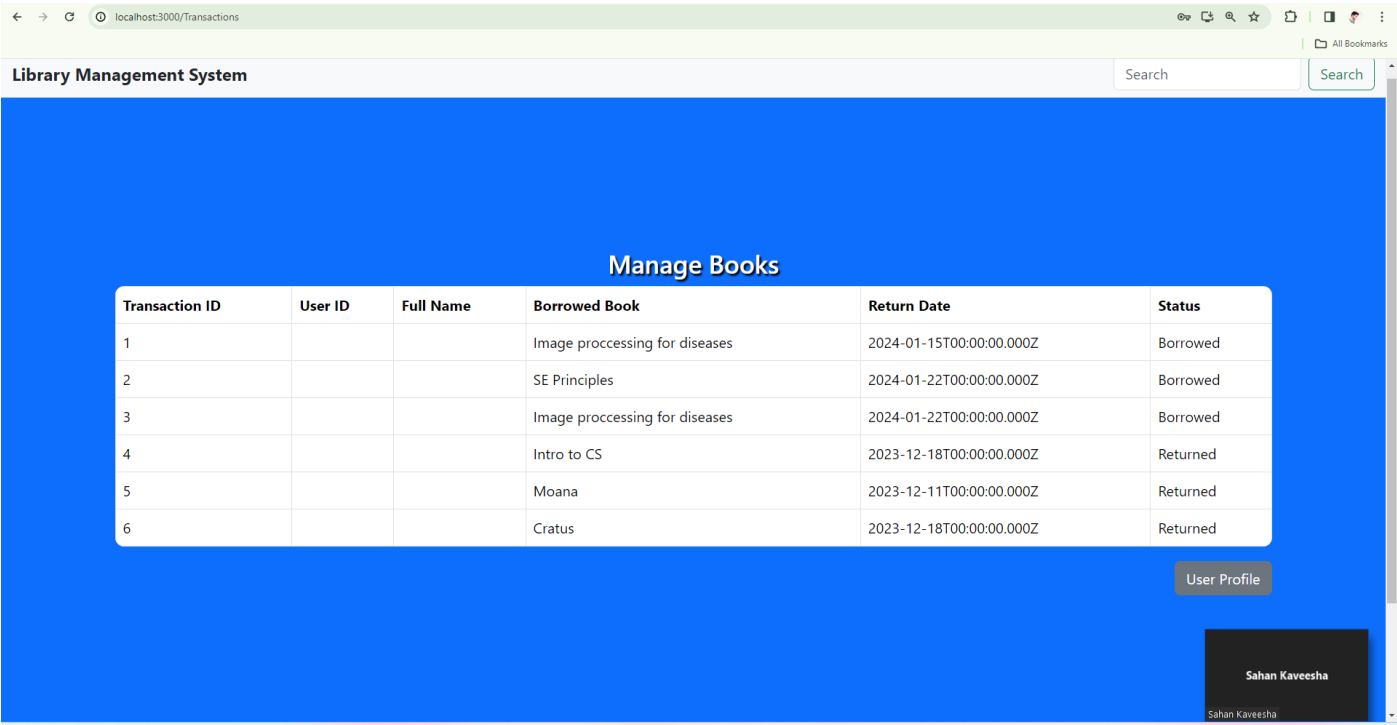 localhost:3000/Transactions
All Bookmarks
Library Management System Search Search
Manage Books
Transaction ID User ID Full Name Borrowed Book Return Date Status
1 Image proccessing for diseases 2024-01-15T00:00:00.000Z Borrowed
2 SE Principles 2024-01-22T00:00:00.000Z Borrowed
3 Image proccessing for diseases 2024-01-22T00:00:00.000Z Borrowed
4 Intro to CS 2023-12-18T00:00:00.000Z Returned
5 Moana 2023-12-11T00:00:00.000Z Returned
6 Cratus 2023-12-18T00:00:00.000Z Returned
User Profile
Sahan Kaveesha
Sahan Kaveesha